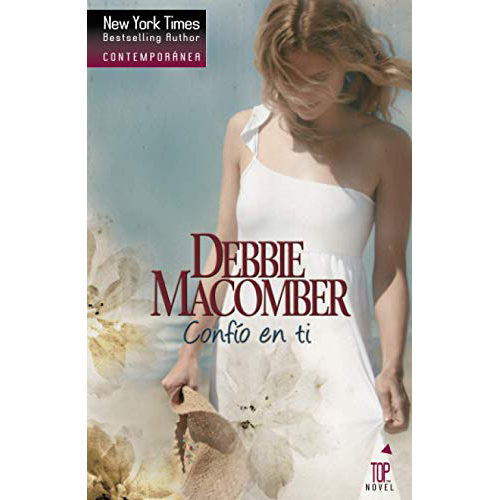 New York Times
Bestselling Author
CONTEMPORÁNEA
DEBBIE
MACOMBER
Confío en ti
TOP
NOVEL